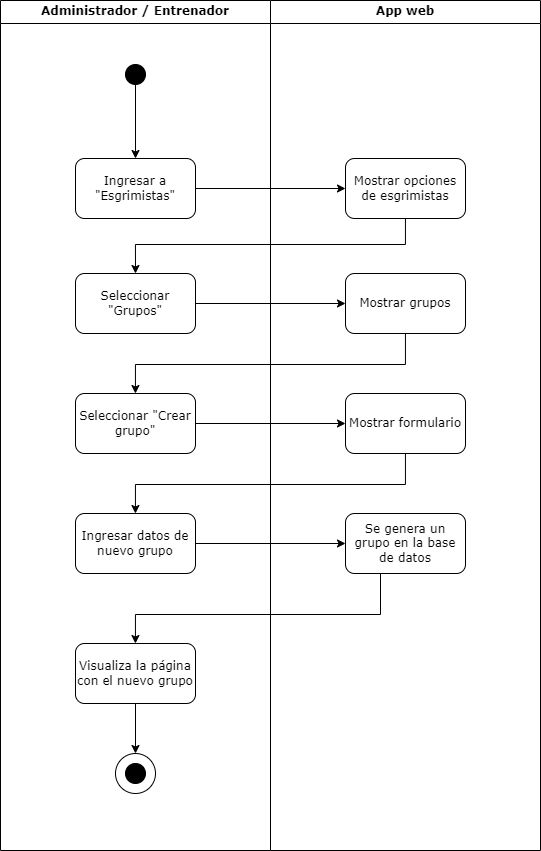 Administrador / Entrenador
App web
Ingresar a
"Esgrimistas"
Mostrar opciones
de esgrimistas
Seleccionar
"Grupos"
Mostrar grupos
Seleccionar "Crear
grupo"
Mostrar formulario
Ingresar datos de
nuevo grupo
Se genera un
grupo en la base
de datos
Visualiza la página
con el nuevo grupo